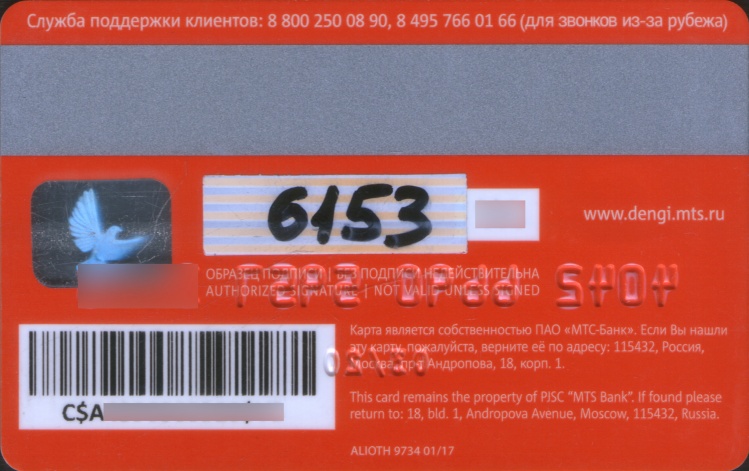 Служба поддержки клиентов: 8 800 250 08 90, 8 495 766 01 66 (для звонков из-за рубежа)
6153
www.dengi.mts.ru
ОБРАЗЕЦ ПОДПИСИ | БЕЗ ПОДПИСИ НЕДЕЙСТВИТЕЛЬНА
AUTHORIZED SIGNATURE | NOT VALID UNLESS SIGNED
Карта является собственностью ПАО «МТС-Банк». Если Вы нашли
эту карту, пожалуйста, верните её по адресу: 115432, Россия,
Москва, пр-т Андропова, 18, корп. 1.
This card remains the property of PJSC "MTS Bank". If found please
return to: 18, bld. 1, Andropova Avenue, Moscow, 115432, Russia.
C$A
ALIOTH 9734 01/17